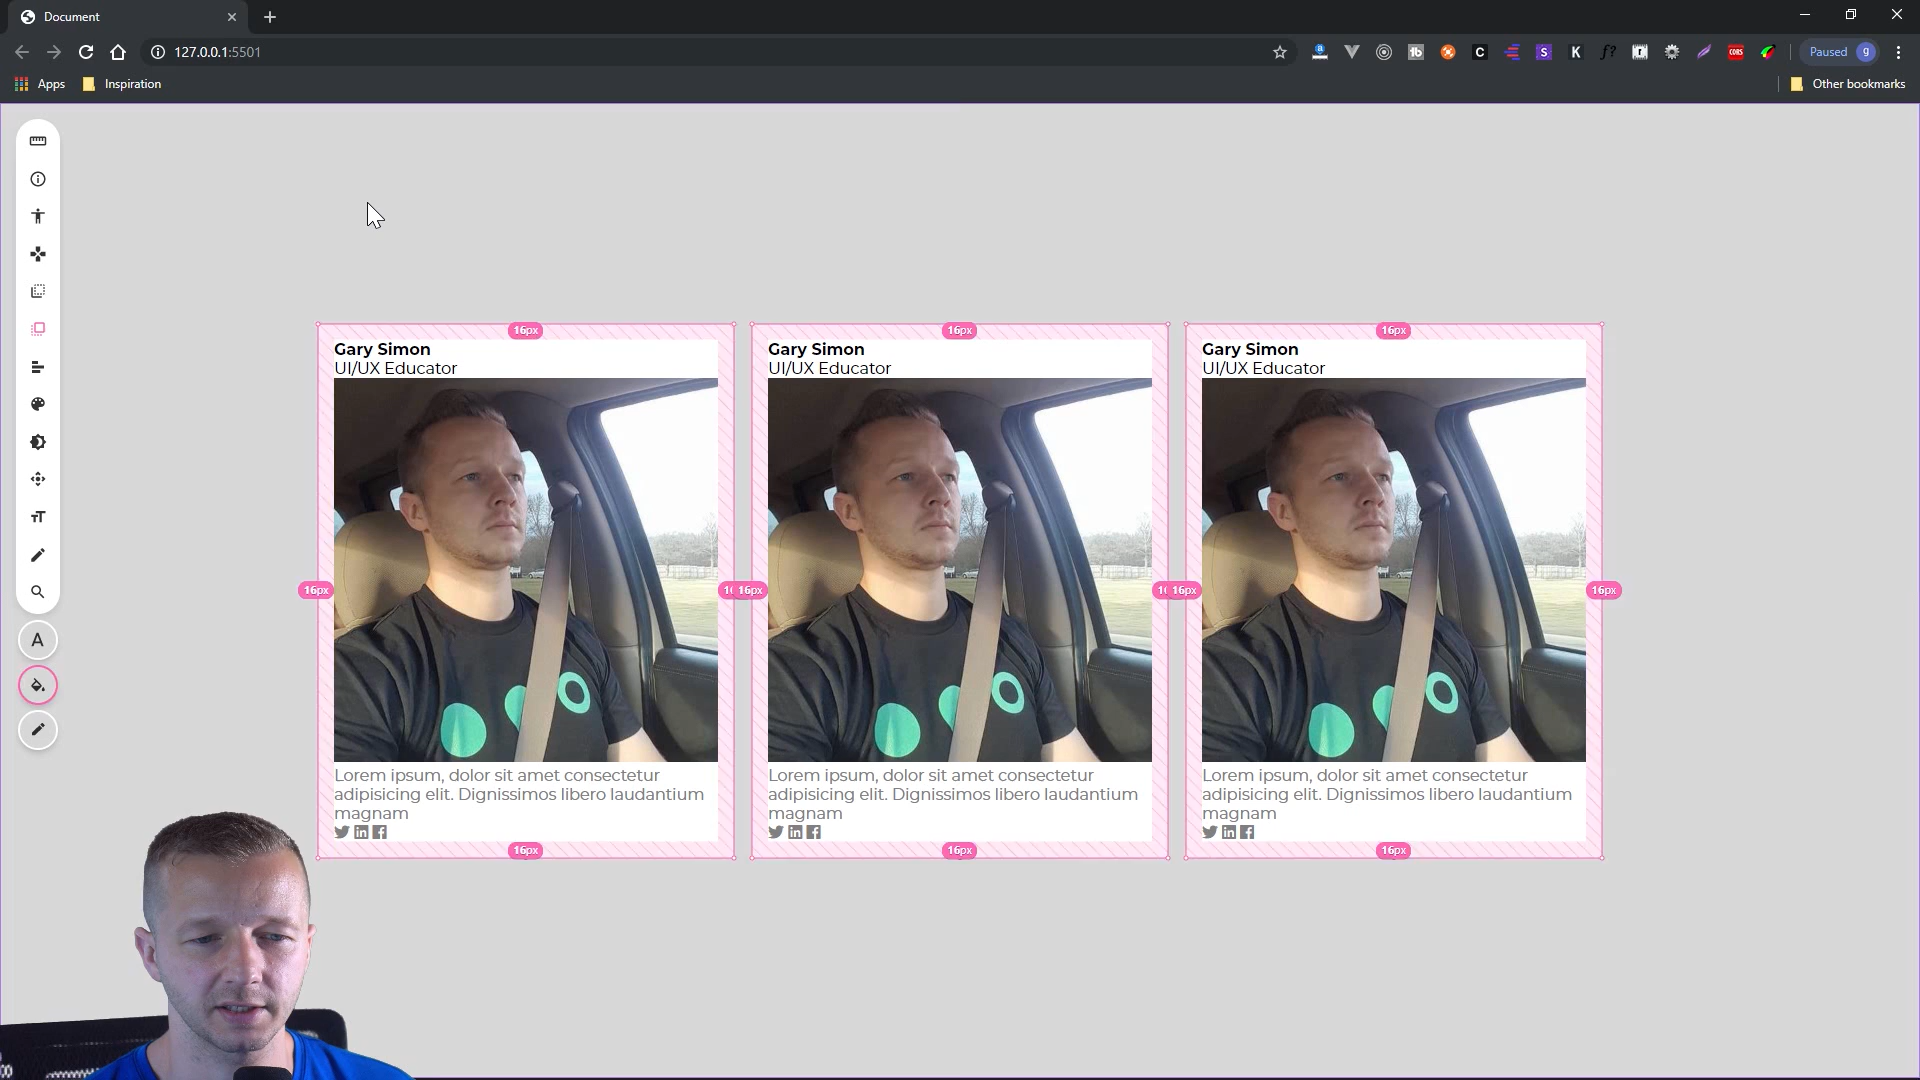 Document
127.0.0.1:5501
Paused g
Apps
Inspiration
Other bookmarks
16px 16px 16px
Gary Simon
UI/UX Educator
Gary Simon
UI/UX Educator
Gary Simon
UI/UX Educator
16px 16px 16px 16px
Lorem ipsum, dolor sit amet consectetur
adipisicing elit. Dignissimos libero laudantium
magnam
Lorem ipsum, dolor sit amet consectetur
adipisicing elit. Dignissimos libero laudantium
magnam
Lorem ipsum, dolor sit amet consectetur
adipisicing elit. Dignissimos libero laudantium
magnam
16px 16px 16px
A